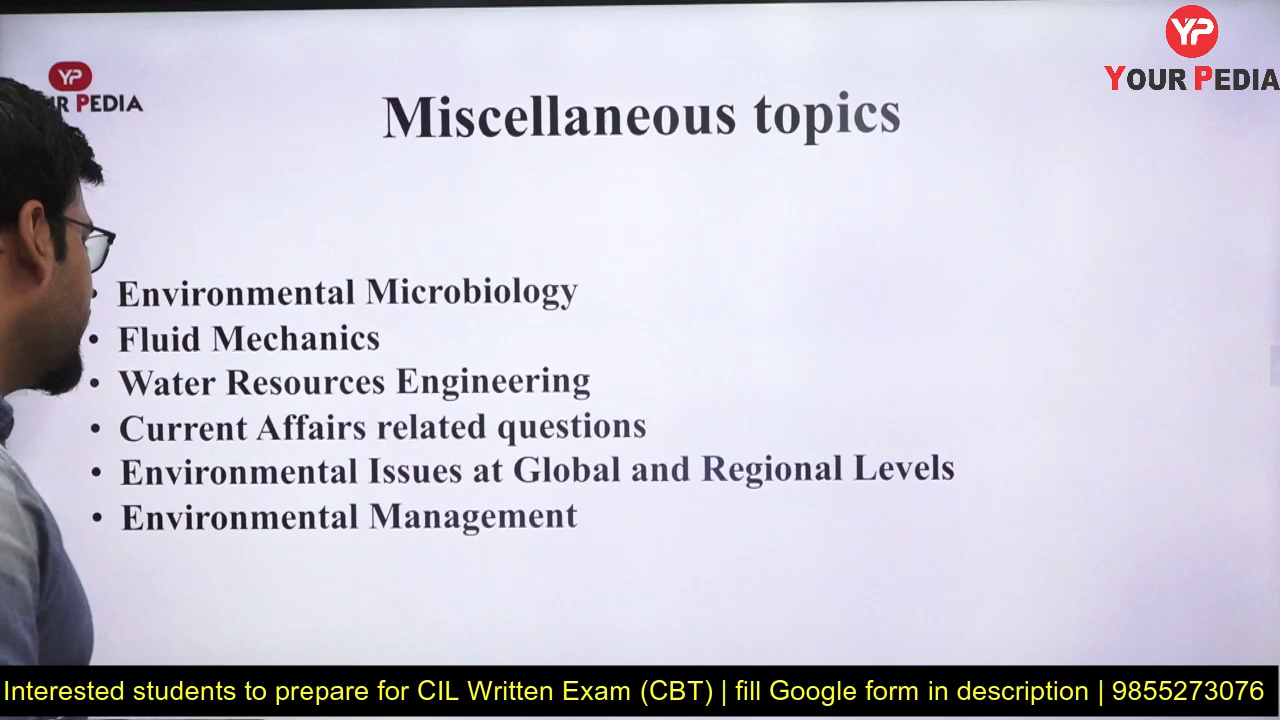 YP
YOUR PEDIA
YP
R PEDIA
Miscellaneous topics
• Environmental Microbiology
• Fluid Mechanics
• Water Resources Engineering
• Current Affairs related questions
• Environmental Issues at Global and Regional Levels
• Environmental Management
Interested students to prepare for CIL Written Exam (CBT) | fill Google form in description | 9855273076